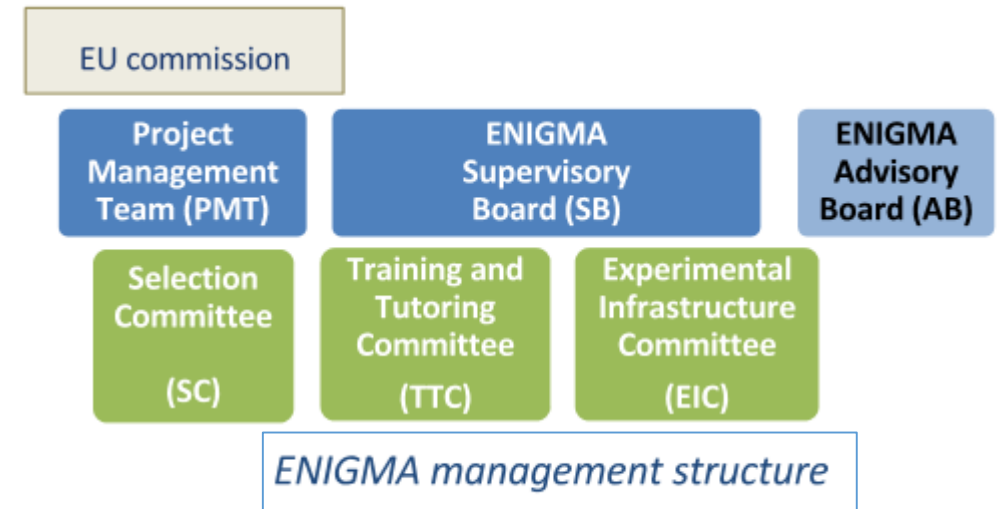 EU commission
Project
Management
Team (PMT)
ENIGMA
Supervisory
Board (SB)
ENIGMA
Advisory
Board (AB)
Selection
Committee
(SC)
Training and
Tutoring
Committee
(TTC)
Experimental
Infrastructure
Committee
(EIC)
ENIGMA management structure